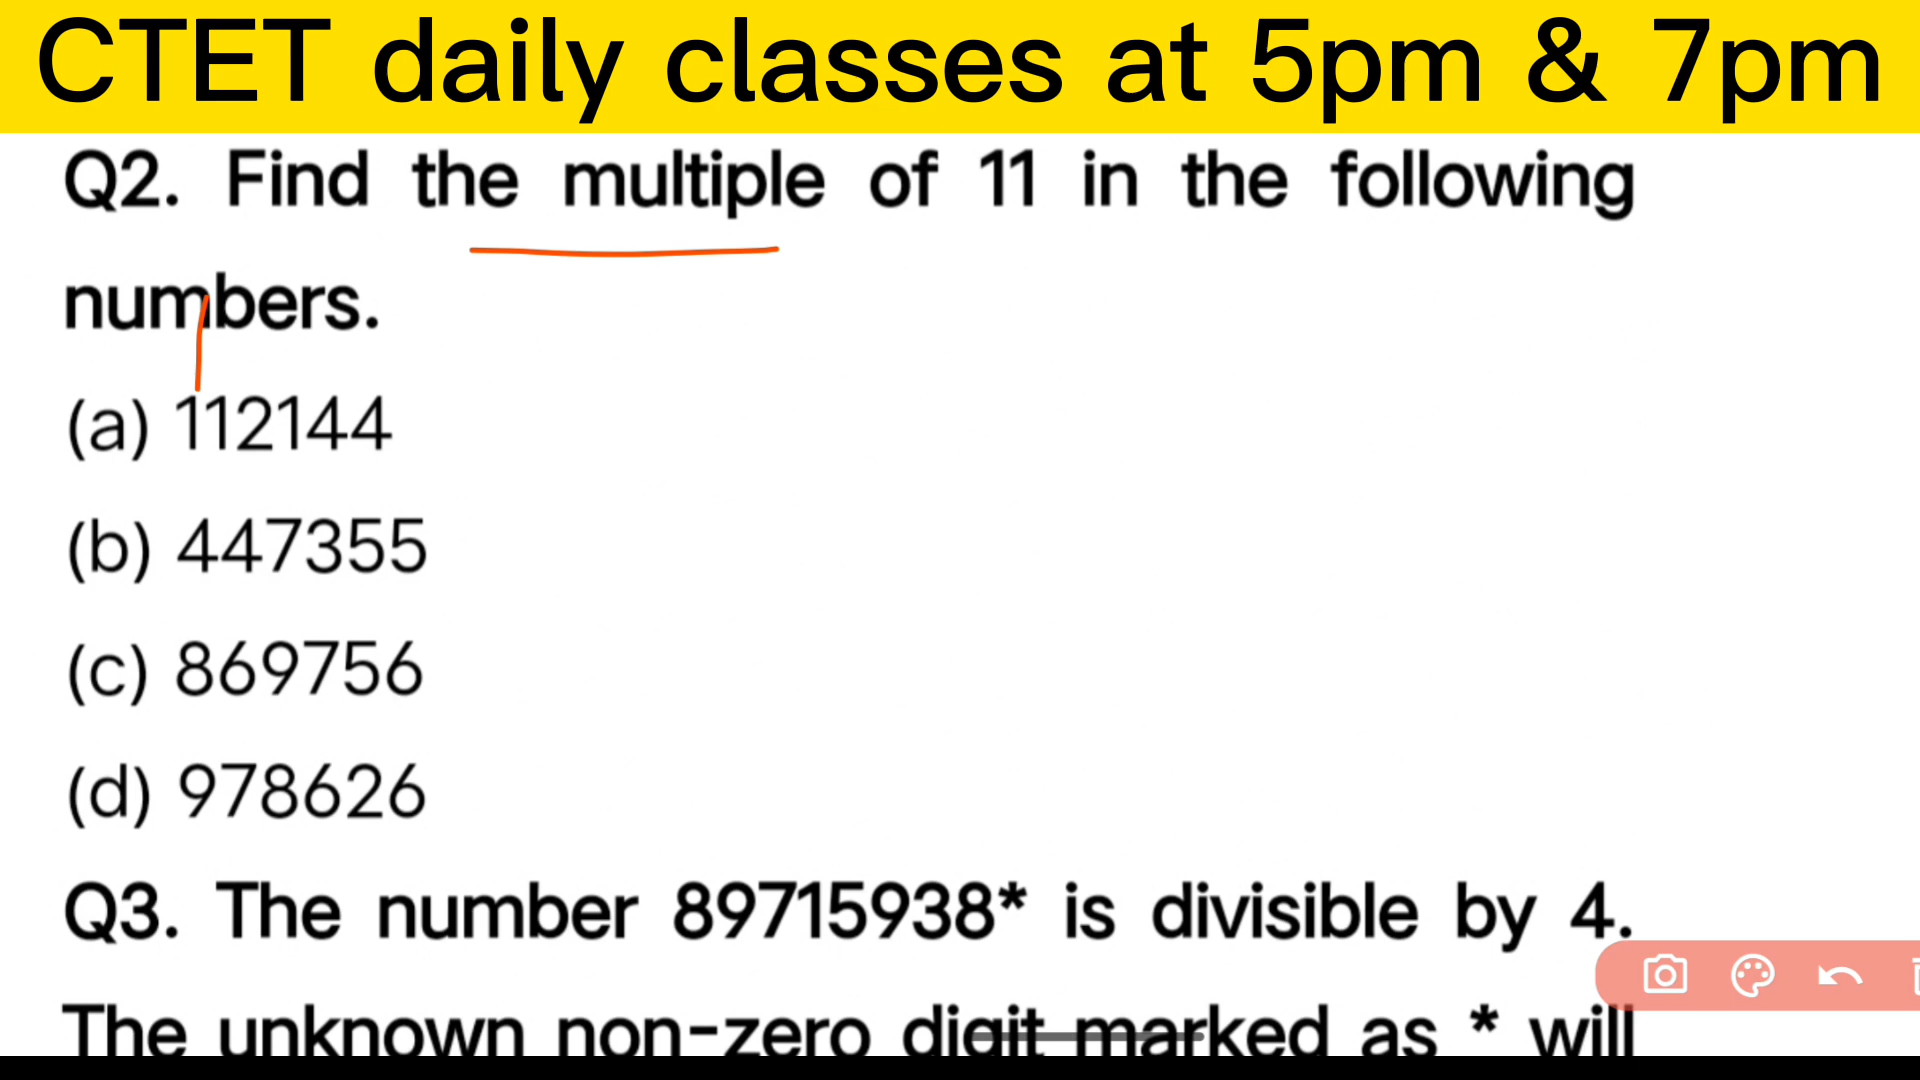 CTET daily classes at 5pm & 7pm
Q2. Find the multiple of 11 in the following
numbers.
(a) 112144
(b) 447355
(c) 869756
(d) 978626
Q3. The number 89715938* is divisible by 4.
The unknown non-zero digit marked as * will